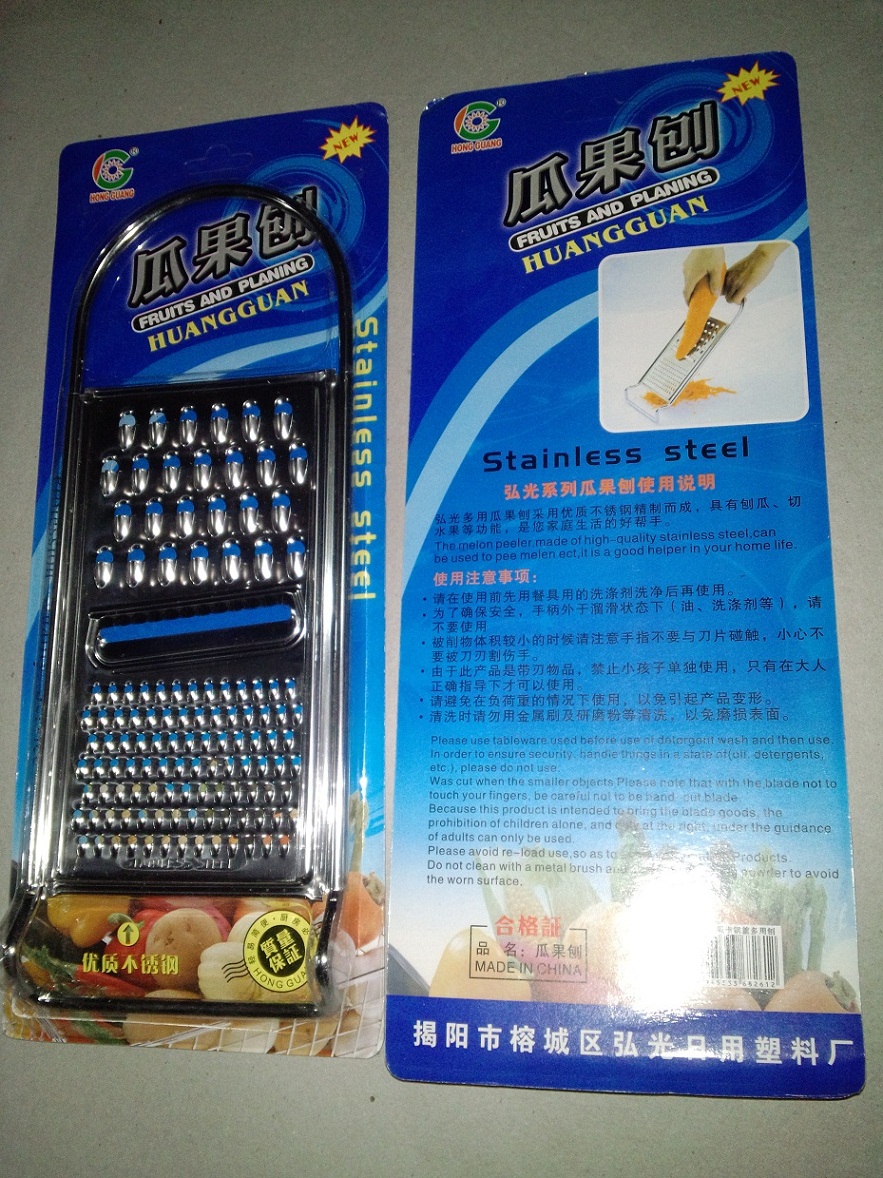 HONG GUANG
NEW
瓜果刨
FRUITS AND PLANING
HUANGGUAN
Stainless steel
优质不锈钢
质量
保証
HONG GUA
HONG GUANG
NEW
瓜果刨
FRUITS AND PLANING
HUANGGUAN
Stainless steel
弘光系列瓜果刨使用说明
弘光多用瓜果刨采用优质不锈钢精制而成，具有刨瓜、切
水果等功能，是您家庭生活的好帮手。
The melon peeler,made of high-quality stainless steel,can
be used to pee melen.ect,it is a good helper in your home life.
使用注意事项：
·请在使用前先用餐具用的洗涤剂洗净后再使用。
·为了确保安全，手柄外于溜滑状态下（油、洗涤剂等），请
不要使用
·被削物体积较小的时候请注意手指不要与刀片碰触，小心不
要被刀刃割伤手。
·由于此产品是带刃物品，禁止小孩子单独使用，只有在大人
正确指导下才可以使用。
·请避免在负荷重的情况下使用，以免引起产品变形。
·清洗时请勿用金属刷及研磨粉等清洗，以免磨损表面。
Please use tableware used before use of detergent wash and then use.
In order to ensure security, handle things in a state of(oil, detergents,
etc.), please do not use.
Was cut when the smaller objects Please note that with the blade not to
touch your fingers, be careful not to be hand cut blade
Because this product is intended to bring the blade goods, the
prohibition of children alone, and at the right, under the guidance
of adults can only be used.
Please avoid re-load use,so as to Products.
Do not clean with a metal brush and powder to avoid
the worn surface.
合格証
品 名：瓜果刨
MADE IN CHINA
多用刨
682612
揭阳市榕城区弘光日用塑料厂